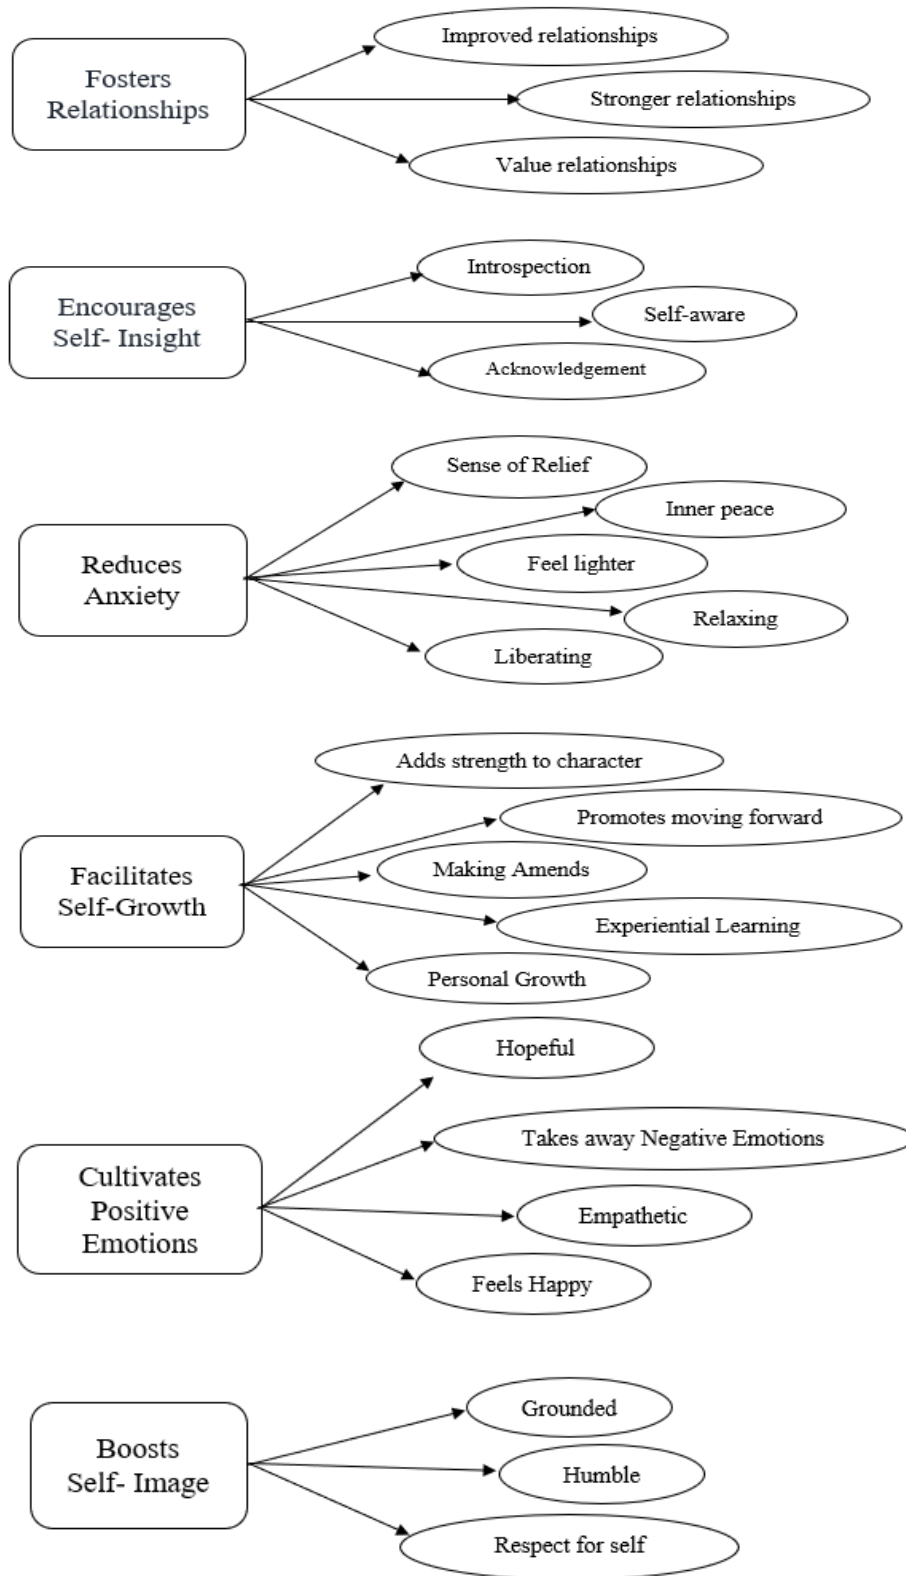 Fosters
Relationships
Improved relationships
Stronger relationships
Value relationships
Encourages
Self- Insight
Introspection
Self-aware
Acknowledgement
Reduces
Anxiety
Sense of Relief
Inner peace
Feel lighter
Relaxing
Liberating
Facilitates
Self-Growth
Adds strength to character
Promotes moving forward
Making Amends
Experiential Learning
Personal Growth
Cultivates
Positive
Emotions
Hopeful
Takes away Negative Emotions
Empathetic
Feels Happy
Boosts
Self- Image
Grounded
Humble
Respect for self